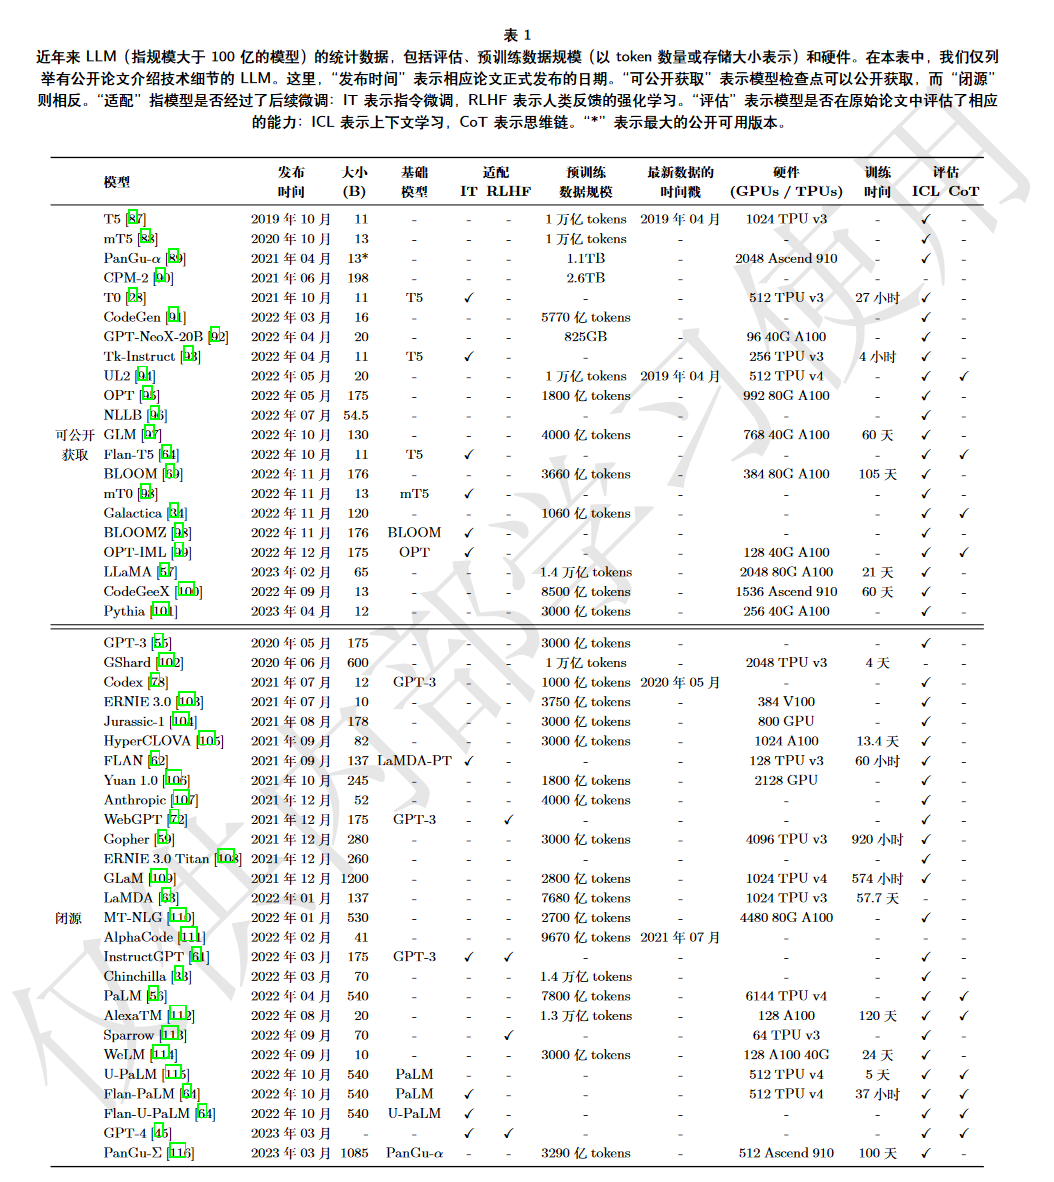 表 1
近年来 LLM（指规模大于 100 亿的模型）的统计数据，包括评估、预训练数据规模（以 token 数量或存储大小表示）和硬件。在本表中，我们仅列
举有公开论文介绍技术细节的 LLM。这里，“发布时间”表示相应论文正式发布的日期。“可公开获取”表示模型检查点可以公开获取，而“闭源”
则相反。“适配”指模型是否经过了后续微调：IT 表示指令微调，RLHF 表示人类反馈的强化学习。“评估”表示模型是否在原始论文中评估了相应
的能力：ICL 表示上下文学习，CoT 表示思维链。“*”表示最大的公开可用版本。
模型 发布时间 大小(B) 基础模型 适配 IT RLHF 预训练数据规模 最新数据的时间戳 硬件(GPUs / TPUs) 训练时间 评估 ICL CoT
可公开获取
T5 [87] 2019 年 10 月 11 - - - 1 万亿 tokens 2019 年 04 月 1024 TPU v3 - ✓ -
mT5 [88] 2020 年 10 月 13 - - - 1 万亿 tokens - - - ✓ -
PanGu-α [89] 2021 年 04 月 13* - - - 1.1TB - 2048 Ascend 910 - ✓ -
CPM-2 [90] 2021 年 06 月 198 - - - 2.6TB - - - - -
T0 [28] 2021 年 10 月 11 T5 ✓ - - - 512 TPU v3 27 小时 ✓ -
CodeGen [91] 2022 年 03 月 16 - - - 5770 亿 tokens - - - ✓ -
GPT-NeoX-20B [92] 2022 年 04 月 20 - - - 825GB - 96 40G A100 - ✓ -
Tk-Instruct [93] 2022 年 04 月 11 T5 ✓ - - - 256 TPU v3 4 小时 ✓ -
UL2 [94] 2022 年 05 月 20 - - - 1 万亿 tokens 2019 年 04 月 512 TPU v4 - ✓ ✓
OPT [95] 2022 年 05 月 175 - - - 1800 亿 tokens - 992 80G A100 - ✓ -
NLLB [96] 2022 年 07 月 54.5 - - - - - - - ✓ -
GLM [97] 2022 年 10 月 130 - - - 4000 亿 tokens - 768 40G A100 60 天 ✓ -
Flan-T5 [64] 2022 年 10 月 11 T5 ✓ - - - - - ✓ ✓
BLOOM [69] 2022 年 11 月 176 - - - 3660 亿 tokens - 384 80G A100 105 天 ✓ -
mT0 [98] 2022 年 11 月 13 mT5 ✓ - - - - - ✓ -
Galactica [34] 2022 年 11 月 120 - - - 1060 亿 tokens - - - ✓ ✓
BLOOMZ [98] 2022 年 11 月 176 BLOOM ✓ - - - - - ✓ -
OPT-IML [99] 2022 年 12 月 175 OPT ✓ - - - 128 40G A100 - ✓ ✓
LLaMA [57] 2023 年 02 月 65 - - - 1.4 万亿 tokens - 2048 80G A100 21 天 ✓ -
CodeGeeX [100] 2022 年 09 月 13 - - - 8500 亿 tokens - 1536 Ascend 910 60 天 ✓ -
Pythia [101] 2023 年 04 月 12 - - - 3000 亿 tokens - 256 40G A100 - ✓ -
闭源
GPT-3 [55] 2020 年 05 月 175 - - - 3000 亿 tokens - - - ✓ -
GShard [102] 2020 年 06 月 600 - - - 1 万亿 tokens - 2048 TPU v3 4 天 - -
Codex [78] 2021 年 07 月 12 GPT-3 - - 1000 亿 tokens 2020 年 05 月 - - ✓ -
ERNIE 3.0 [103] 2021 年 07 月 10 - - - 3750 亿 tokens - 384 V100 - ✓ -
Jurassic-1 [104] 2021 年 08 月 178 - - - 3000 亿 tokens - 800 GPU - ✓ -
HyperCLOVA [105] 2021 年 09 月 82 - - - 3000 亿 tokens - 1024 A100 13.4 天 ✓ -
FLAN [62] 2021 年 09 月 137 LaMDA-PT ✓ - - - 128 TPU v3 60 小时 ✓ -
Yuan 1.0 [106] 2021 年 10 月 245 - - - 1800 亿 tokens - 2128 GPU - ✓ -
Anthropic [107] 2021 年 12 月 52 - - - 4000 亿 tokens - - - ✓ -
WebGPT [72] 2021 年 12 月 175 GPT-3 - ✓ - - - - ✓ -
Gopher [59] 2021 年 12 月 280 - - - 3000 亿 tokens - 4096 TPU v3 920 小时 ✓ -
ERNIE 3.0 Titan [108] 2021 年 12 月 260 - - - - - - - ✓ -
GLaM [109] 2021 年 12 月 1200 - - - 2800 亿 tokens - 1024 TPU v4 574 小时 ✓ -
LaMDA [63] 2022 年 01 月 137 - - - 7680 亿 tokens - 1024 TPU v3 57.7 天 - -
MT-NLG [110] 2022 年 01 月 530 - - - 2700 亿 tokens - 4480 80G A100 - ✓ -
AlphaCode [111] 2022 年 02 月 41 - - - 9670 亿 tokens 2021 年 07 月 - - - -
InstructGPT [61] 2022 年 03 月 175 GPT-3 ✓ ✓ - - - - ✓ -
Chinchilla [33] 2022 年 03 月 70 - - - 1.4 万亿 tokens - - - ✓ -
PaLM [56] 2022 年 04 月 540 - - - 7800 亿 tokens - 6144 TPU v4 - ✓ ✓
AlexaTM [112] 2022 年 08 月 20 - - - 1.3 万亿 tokens - 128 A100 120 天 ✓ ✓
Sparrow [113] 2022 年 09 月 70 - - ✓ - - 64 TPU v3 - ✓ -
WeLM [114] 2022 年 09 月 10 - - - 3000 亿 tokens - 128 A100 40G 24 天 ✓ -
U-PaLM [115] 2022 年 10 月 540 PaLM - - - - 512 TPU v4 5 天 ✓ ✓
Flan-PaLM [64] 2022 年 10 月 540 PaLM ✓ - - - 512 TPU v4 37 小时 ✓ ✓
Flan-U-PaLM [64] 2022 年 10 月 540 U-PaLM ✓ - - - - - ✓ ✓
GPT-4 [45] 2023 年 03 月 - - ✓ ✓ - - - - ✓ ✓
PanGu-Σ [116] 2023 年 03 月 1085 PanGu-α - - 3290 亿 tokens - 512 Ascend 910 100 天 ✓ -
仅供内部学习使用